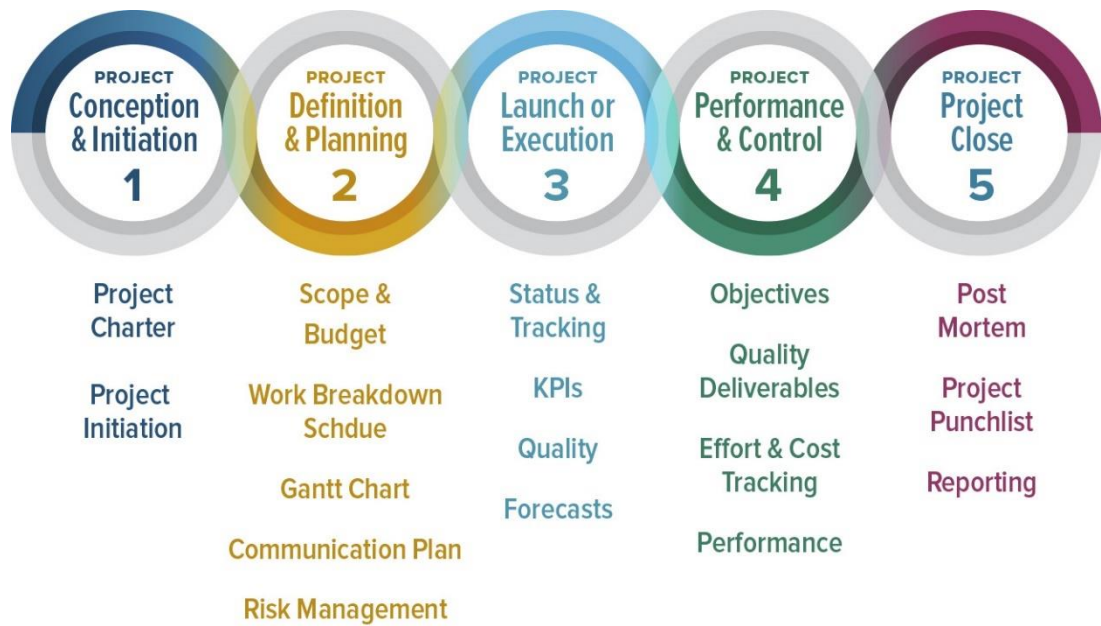 PROJECT
Conception
& Initiation
1
PROJECT
Definition
& Planning
2
PROJECT
Launch or
Execution
3
PROJECT
Performance
& Control
4
PROJECT
Project
Close
5
Project
Charter
Project
Initiation
Scope &
Budget
Work Breakdown
Schdue
Gantt Chart
Communication Plan
Risk Management
Status &
Tracking
KPIs
Quality
Forecasts
Objectives
Quality
Deliverables
Effort & Cost
Tracking
Performance
Post
Mortem
Project
Punchlist
Reporting